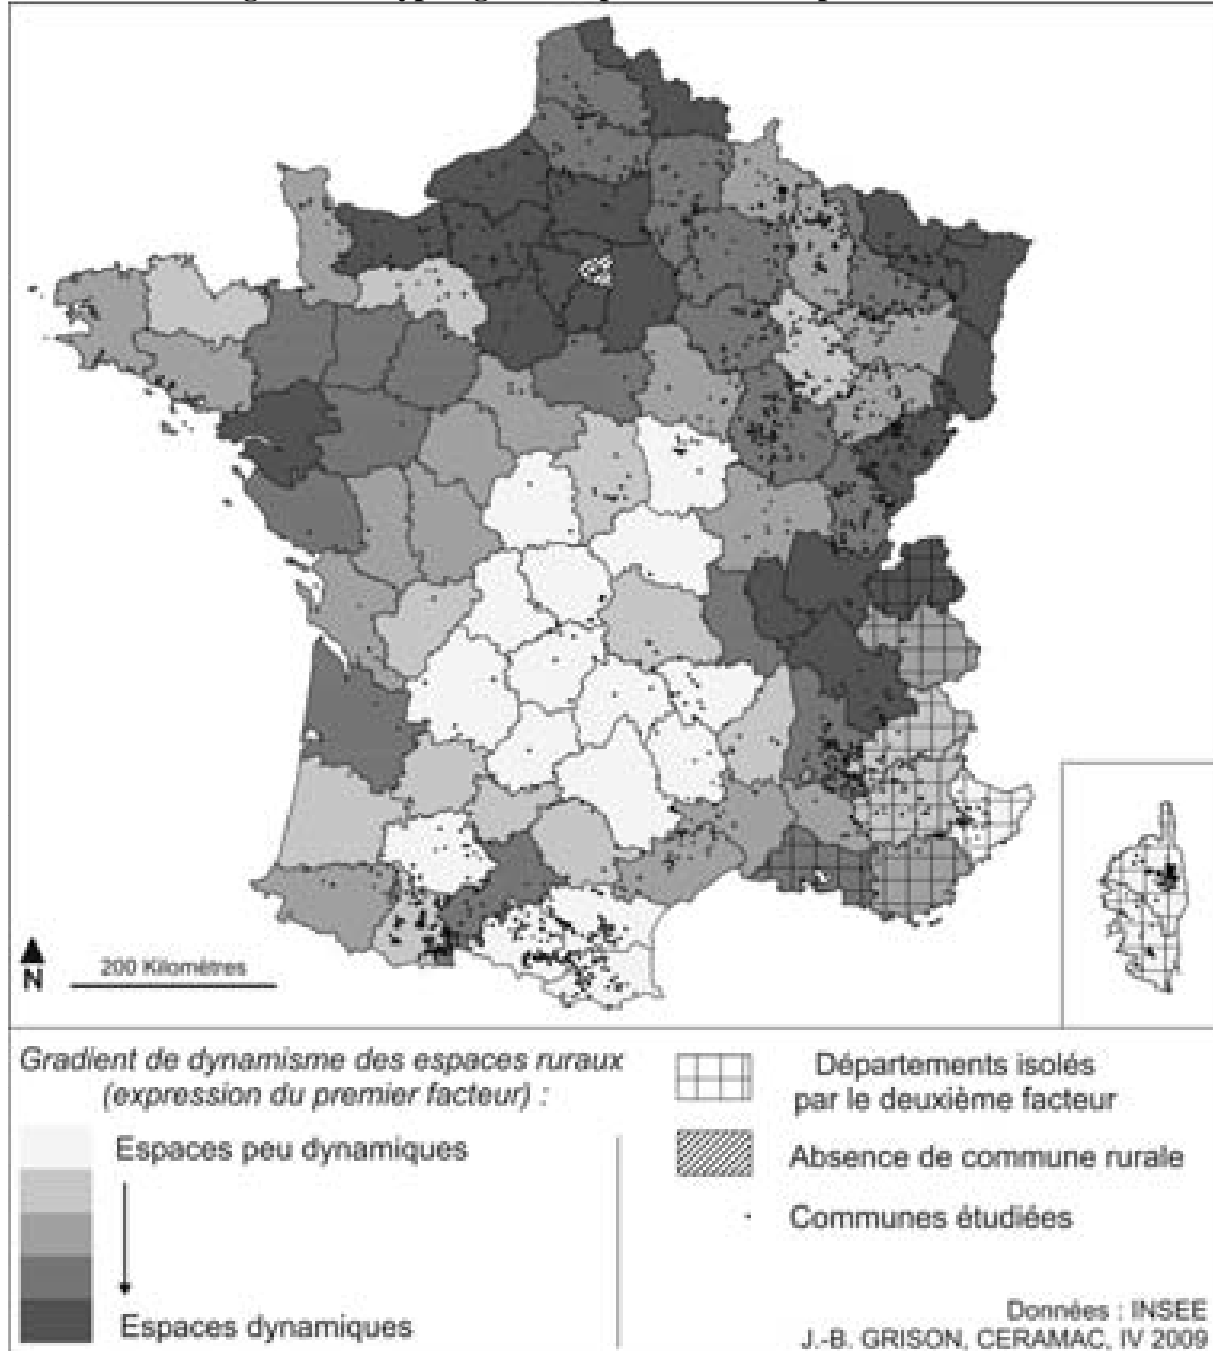 N
200 Kilomètres
Gradient de dynamisme des espaces ruraux
(expression du premier facteur) :
Espaces peu dynamiques
Espaces dynamiques
Départements isolés
par le deuxième facteur
Absence de commune rurale
Communes étudiées
Données : INSEE
J.-B. GRISON, CERAMAC, IV 2009